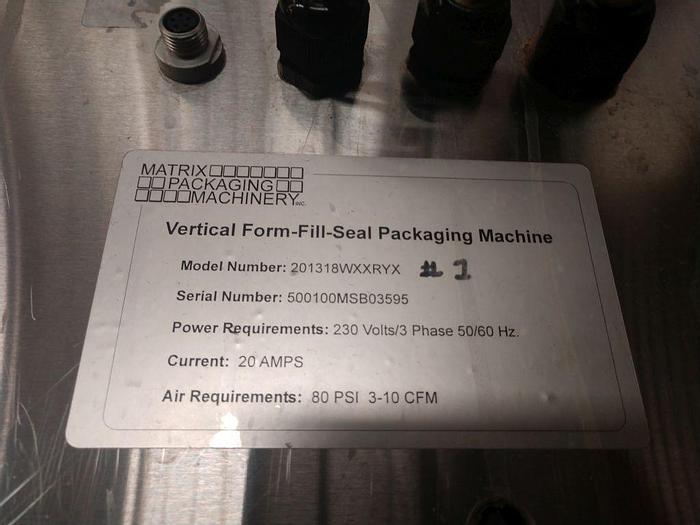 MATRIX
PACKAGING
MACHINERY INC.
Vertical Form-Fill-Seal Packaging Machine
Model Number: 201318WXXRYX #1
Serial Number: 500100MSB03595
Power Requirements: 230 Volts/3 Phase 50/60 Hz.
Current: 20 AMPS
Air Requirements: 80 PSI 3-10 CFM